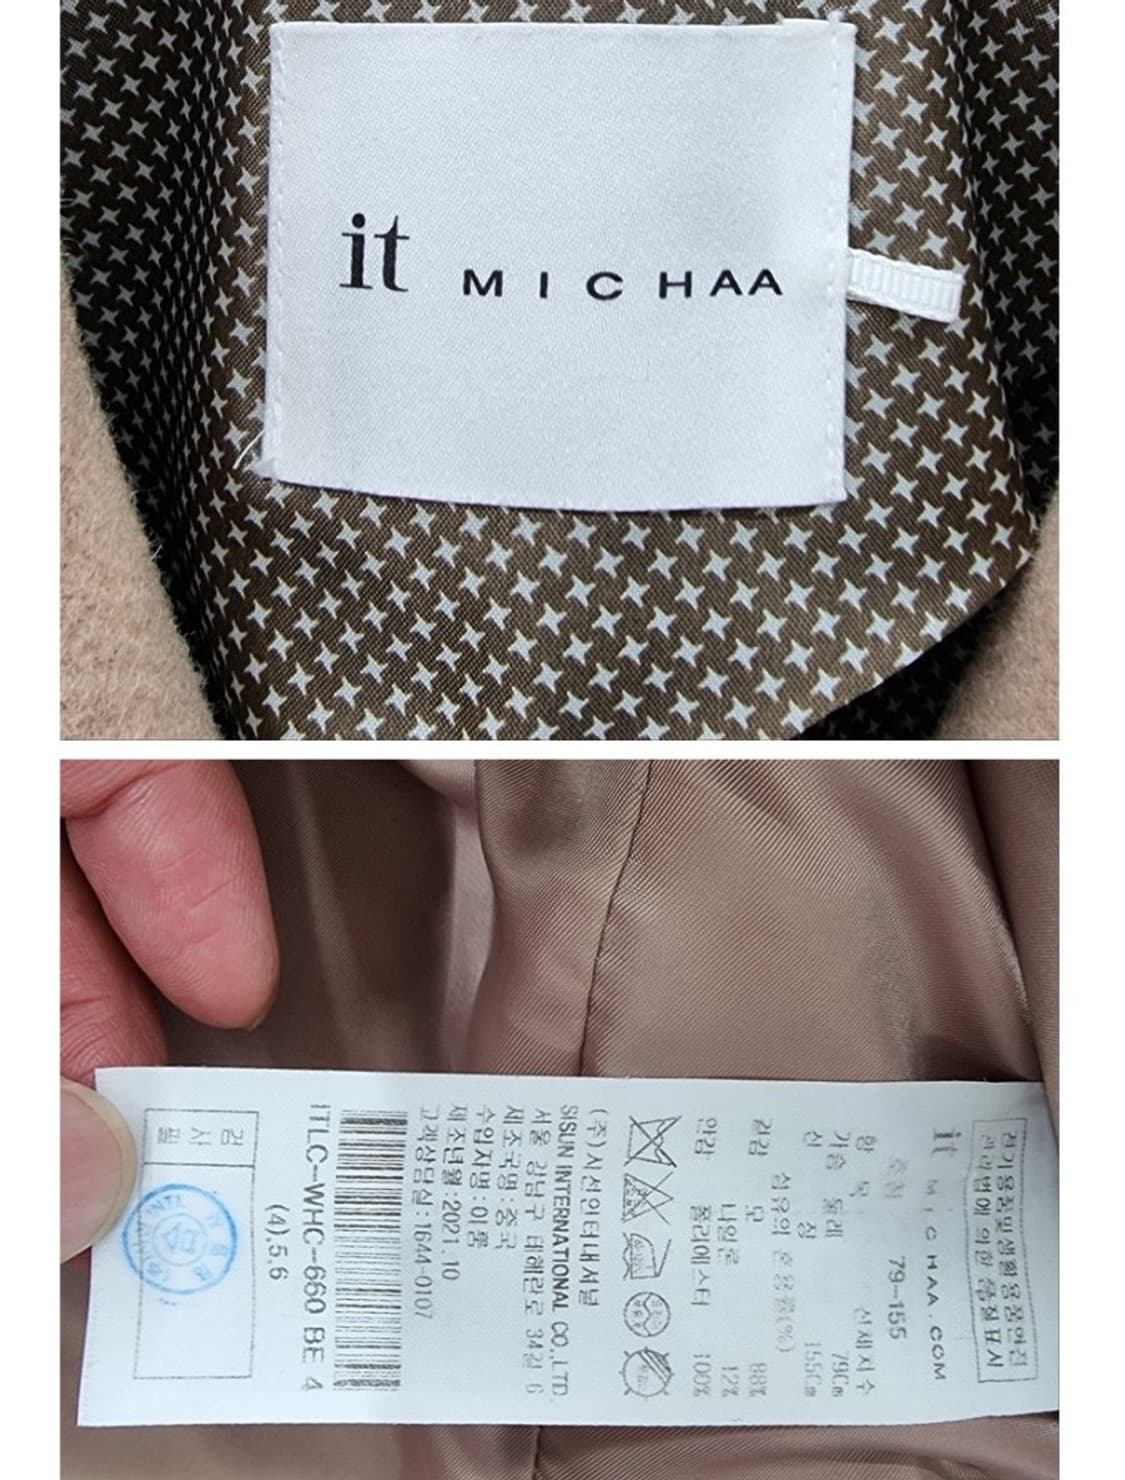 it MICHAA
전기용품및생활용품안전
관리법에 의한 품질표시
it MICHAA.COM
호칭 79-155
항 목 신체치수
가슴 둘레 79Cm
신 장 155Cm
섬유의 혼용률(%)
겉감 모 88%
나일론 12%
안감 폴리에스터 100%
(주)시선인터내셔널
SISUN INTERNATIONAL CO.,LTD.
서울 강남구 테헤란로 34길 6
제조국명:중국
수입자명:이룸
제조년월:2021.10
고객상담실:1644-0107
ITLC-WHC-660 BE 4
(4),5,6
검사필